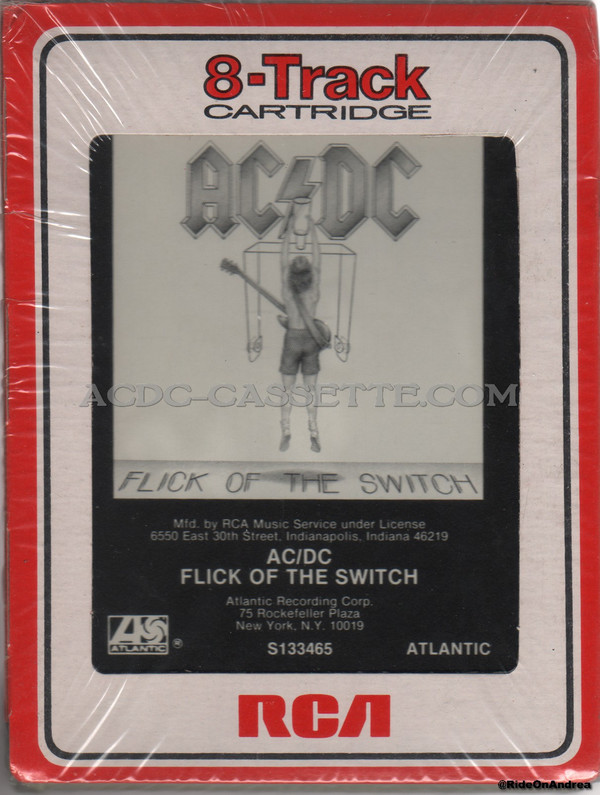 8-Track
CARTRIDGE
AC/DC
ACDC-CASSETTE.COM
FLICK OF THE SWITCH
Mfd. by RCA Music Service under License
6550 East 30th Street, Indianapolis, Indiana 46219
AC/DC
FLICK OF THE SWITCH
Atlantic Recording Corp.
75 Rockefeller Plaza
New York, N.Y. 10019
ATLANTIC ®
S133465 ATLANTIC
RCA
@RideOnAndrea